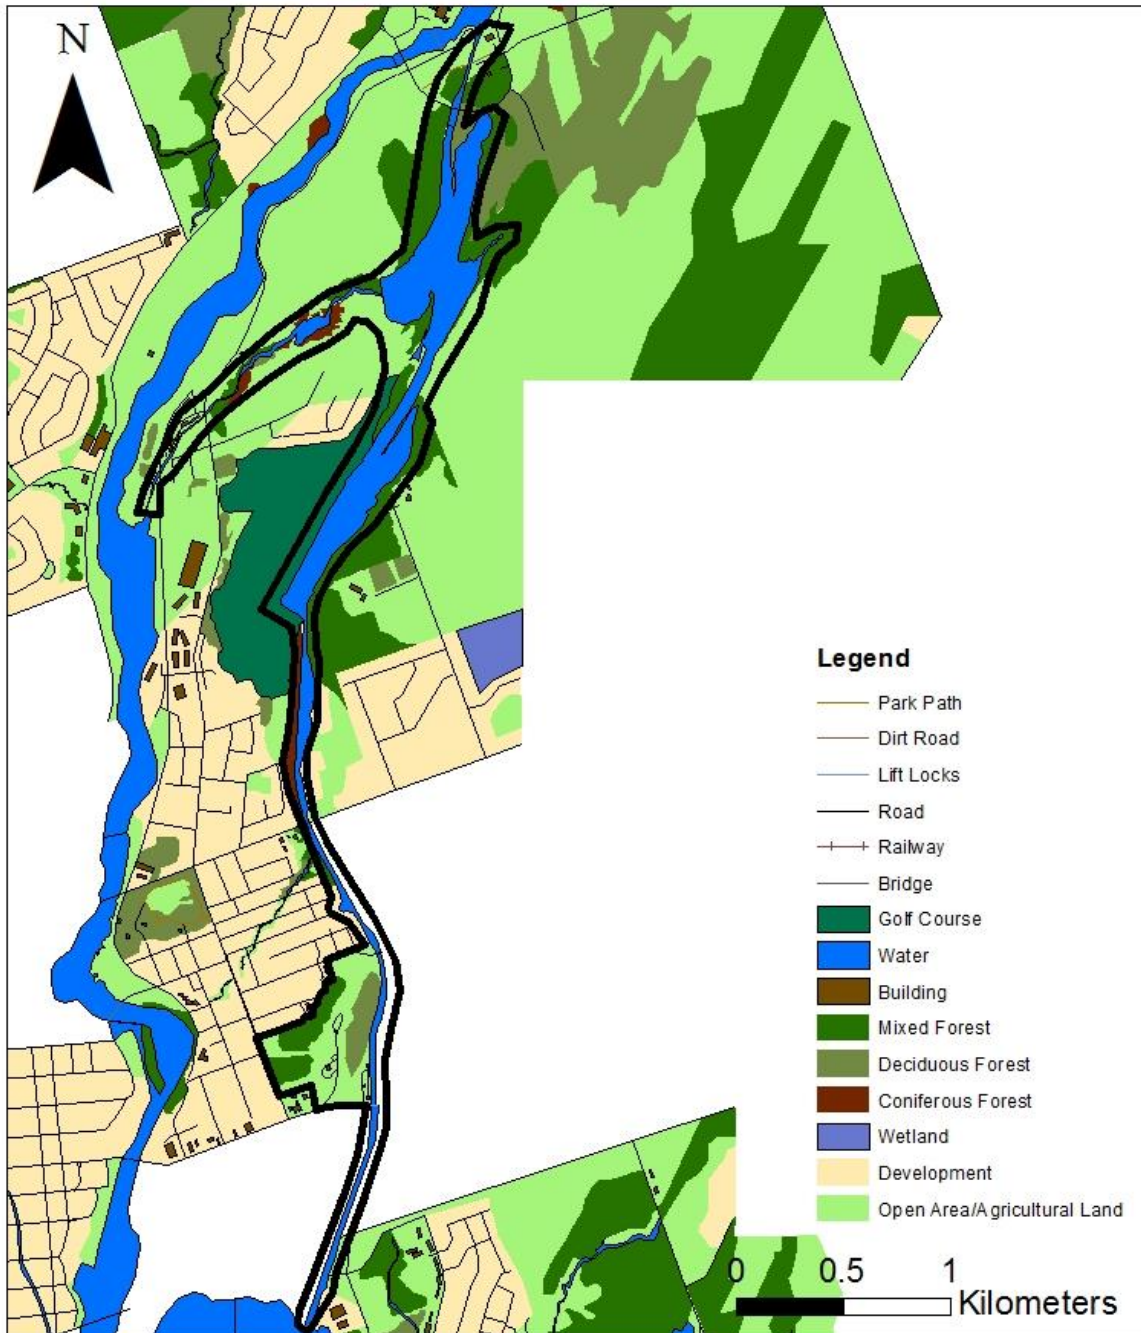 N
Legend
Park Path
Dirt Road
Lift Locks
Road
Railway
Bridge
Golf Course
Water
Building
Mixed Forest
Deciduous Forest
Coniferous Forest
Wetland
Development
Open Area/Agricultural Land
0 0.5 1
Kilometers